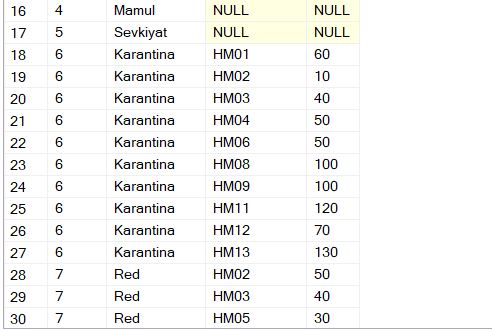 16 4 Mamul NULL NULL
17 5 Sevkiyat NULL NULL
18 6 Karantina HM01 60
19 6 Karantina HM02 10
20 6 Karantina HM03 40
21 6 Karantina HM04 50
22 6 Karantina HM06 50
23 6 Karantina HM08 100
24 6 Karantina HM09 100
25 6 Karantina HM11 120
26 6 Karantina HM12 70
27 6 Karantina HM13 130
28 7 Red HM02 50
29 7 Red HM03 40
30 7 Red HM05 30